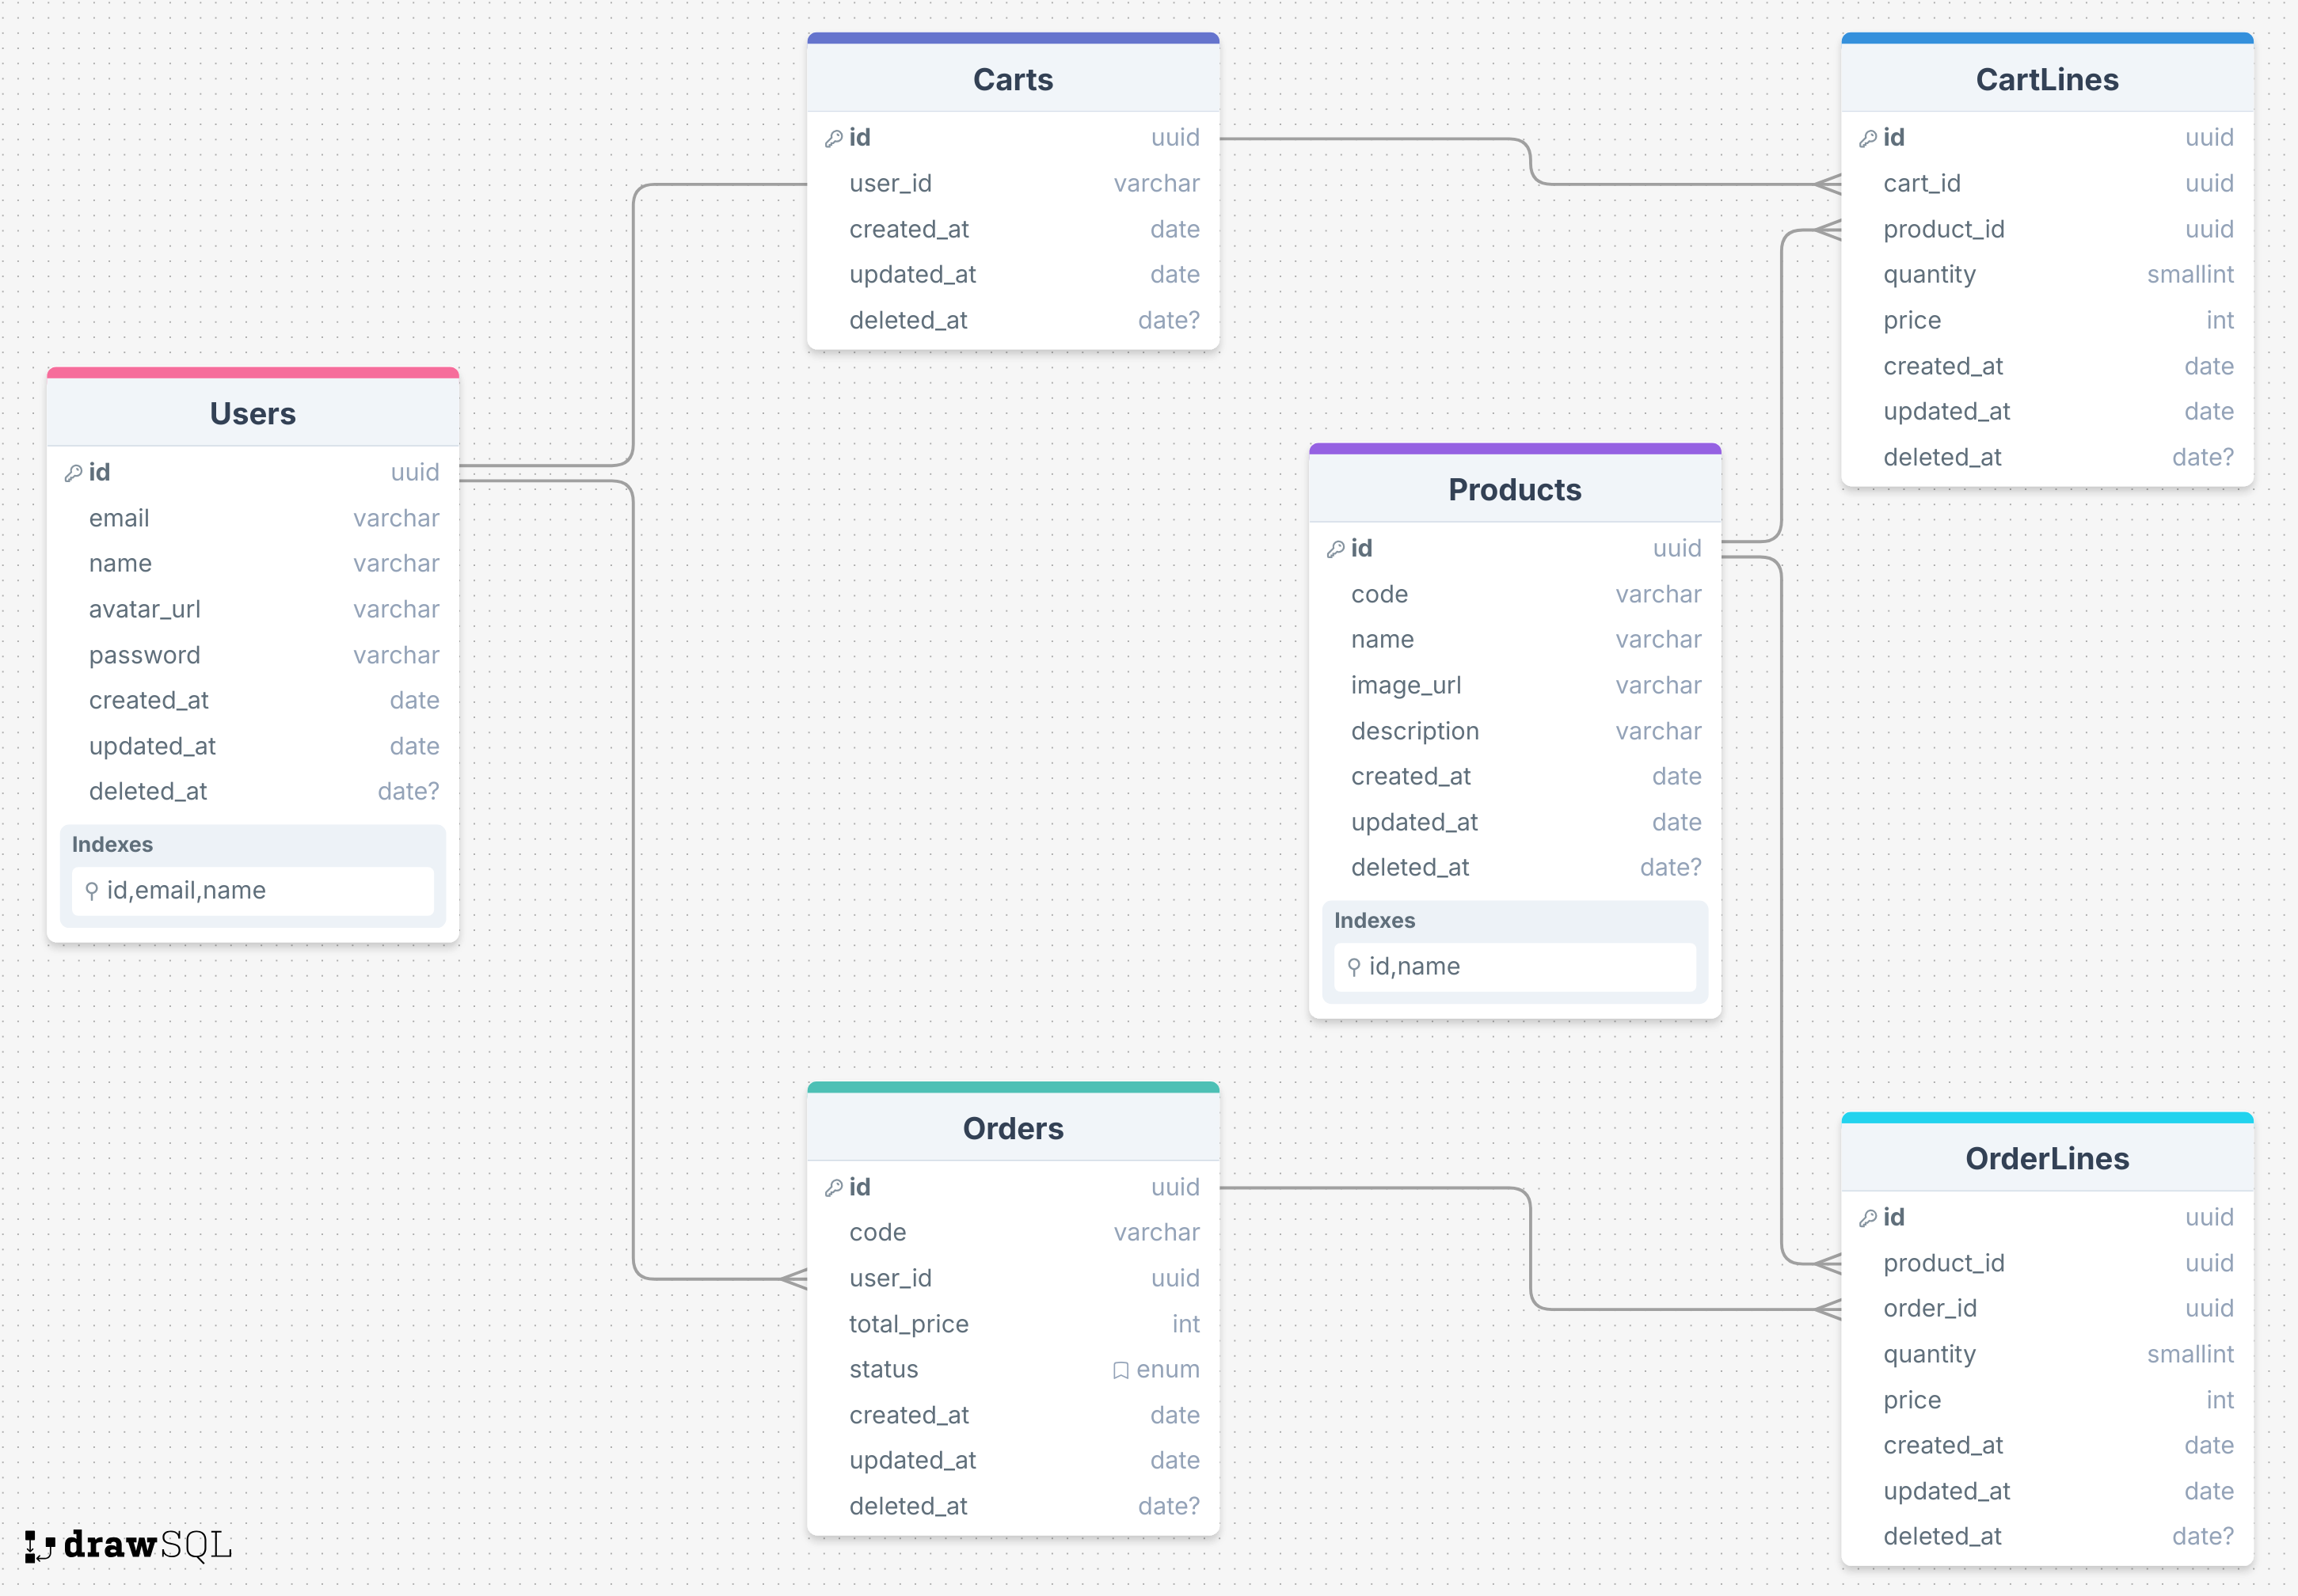 Carts
id uuid
user_id varchar
created_at date
updated_at date
deleted_at date?
CartLines
id uuid
cart_id uuid
product_id uuid
quantity smallint
price int
created_at date
updated_at date
deleted_at date?
Users
id uuid
email varchar
name varchar
avatar_url varchar
password varchar
created_at date
updated_at date
deleted_at date?
Indexes
id,email,name
Products
id uuid
code varchar
name varchar
image_url varchar
description varchar
created_at date
updated_at date
deleted_at date?
Indexes
id,name
Orders
id uuid
code varchar
user_id uuid
total_price int
status enum
created_at date
updated_at date
deleted_at date?
OrderLines
id uuid
product_id uuid
order_id uuid
quantity smallint
price int
created_at date
updated_at date
deleted_at date?
drawSQL